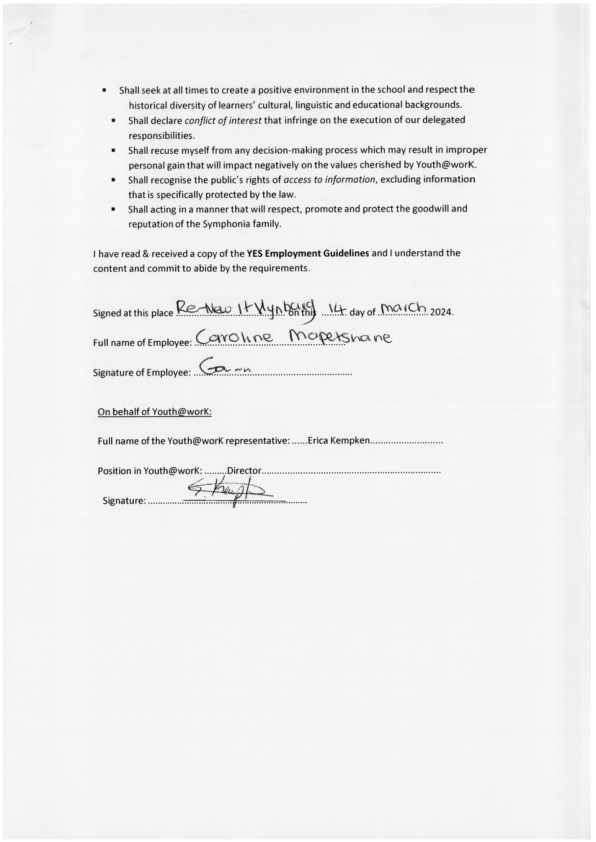 ▪ Shall seek at all times to create a positive environment in the school and respect the
historical diversity of learners' cultural, linguistic and educational backgrounds.
▪ Shall declare conflict of interest that infringe on the execution of our delegated
responsibilities.
▪ Shall recuse myself from any decision-making process which may result in improper
personal gain that will impact negatively on the values cherished by Youth@worK.
▪ Shall recognise the public's rights of access to information, excluding information
that is specifically protected by the law.
▪ Shall acting in a manner that will respect, promote and protect the goodwill and
reputation of the Symphonia family.
I have read & received a copy of the YES Employment Guidelines and I understand the
content and commit to abide by the requirements.
Signed at this place Re-New It Wynberg on this 14 day of March 2024.
Full name of Employee: Caroline Mapetshane
Signature of Employee:
On behalf of Youth@worK:
Full name of the Youth@worK representative: ......Erica Kempken...........................
Position in Youth@worK: ........Director..............................................................
Signature: